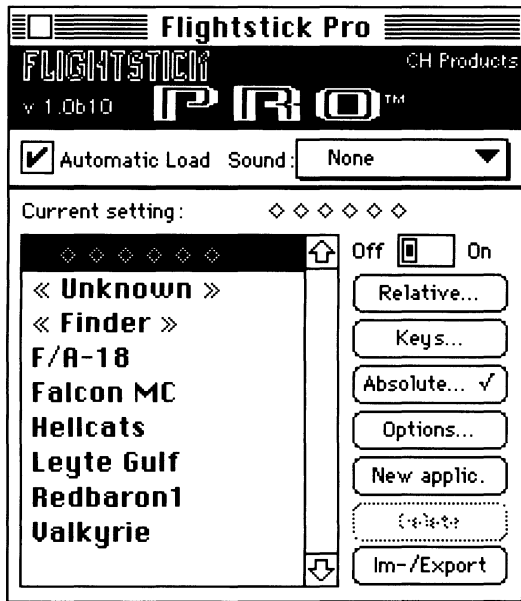 Flightstick Pro
FLIGHTSTICK
CH Products
v 1.0b10 PRO™
Automatic Load Sound: None
Current setting: ◇ ◇ ◇ ◇ ◇ ◇
◇ ◇ ◇ ◇ ◇ ◇
Off On
« Unknown »
« Finder »
F/A-18
Falcon MC
Hellcats
Leyte Gulf
Redbaron1
Valkyrie
Relative...
Keys...
Absolute... √
Options...
New applic.
Delete
Im-/Export